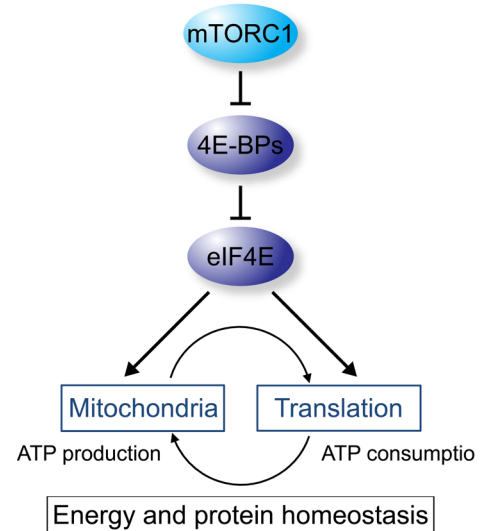 mTORC1
4E-BPs
eIF4E
Mitochondria
Translation
ATP production
ATP consumptio
Energy and protein homeostasis